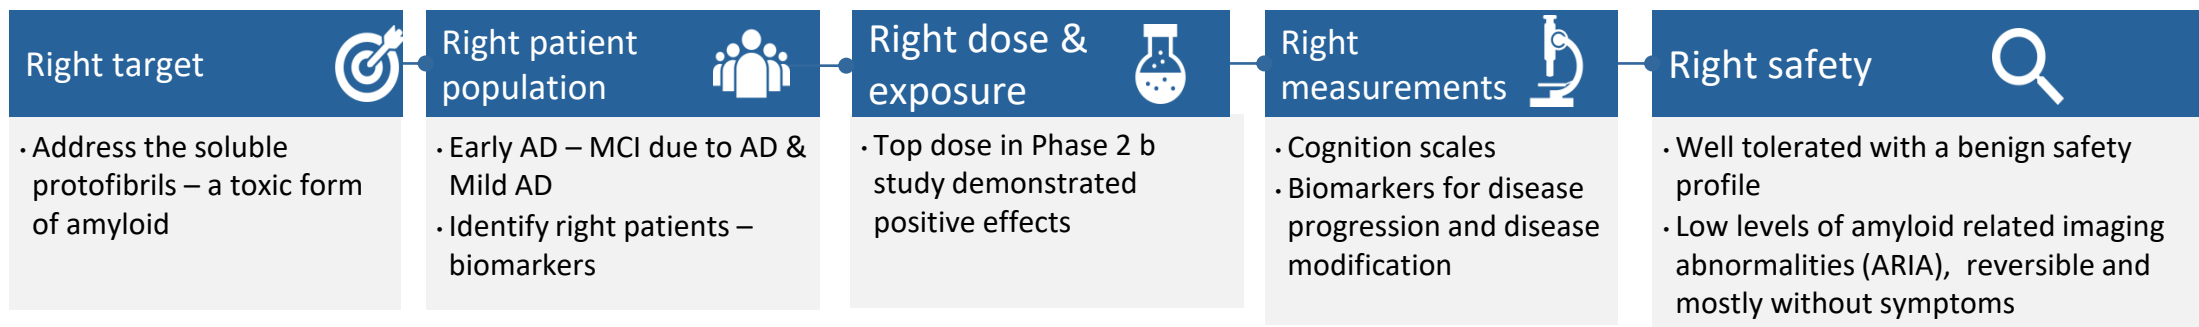 Right target
· Address the soluble
protofibrils – a toxic form
of amyloid
Right patient
population
· Early AD – MCI due to AD &
Mild AD
· Identify right patients –
biomarkers
Right dose &
exposure
· Top dose in Phase 2 b
study demonstrated
positive effects
Right
measurements
· Cognition scales
· Biomarkers for disease
progression and disease
modification
Right safety
· Well tolerated with a benign safety
profile
· Low levels of amyloid related imaging
abnormalities (ARIA), reversible and
mostly without symptoms